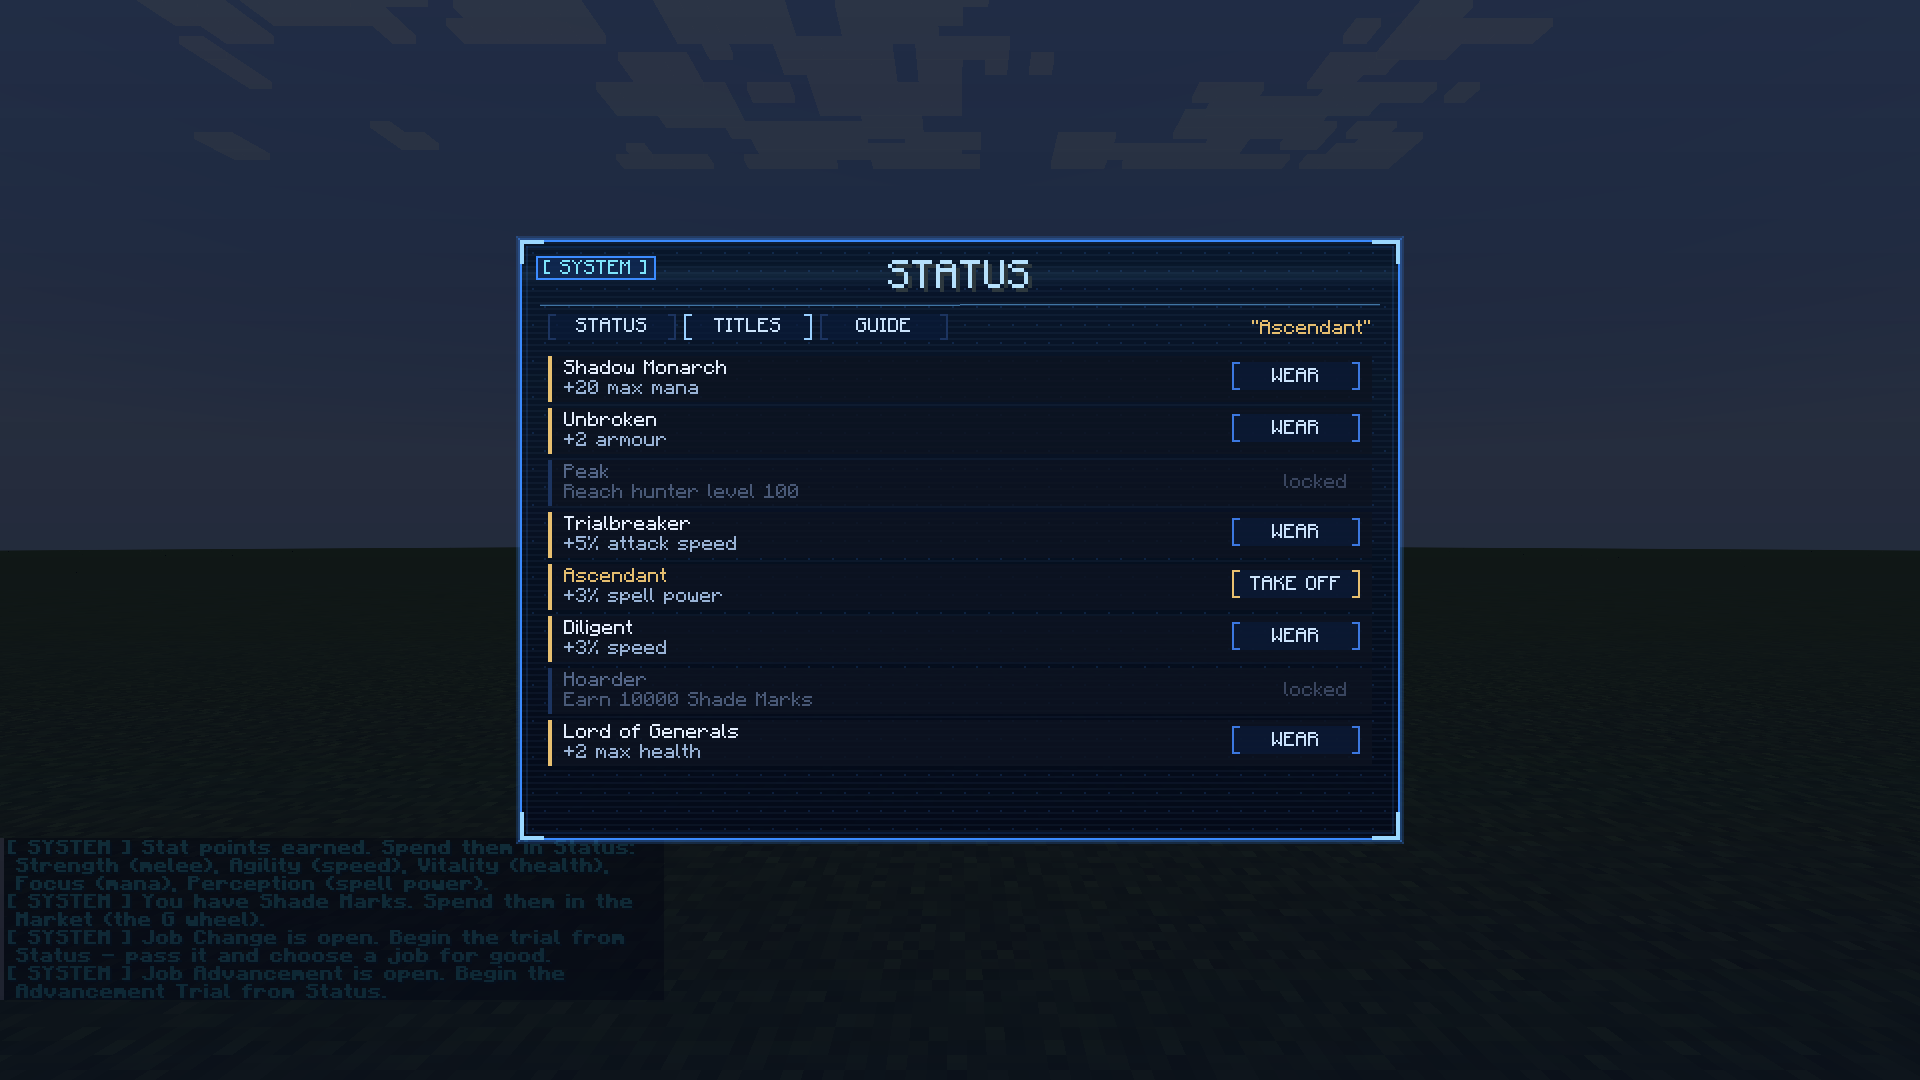 [ SYSTEM ]
STATUS
STATUS
TITLES
GUIDE
"Ascendant"
Shadow Monarch
+20 max mana
WEAR
Unbroken
+2 armour
WEAR
Peak
Reach hunter level 100
locked
Trialbreaker
+5% attack speed
WEAR
Ascendant
+3% spell power
TAKE OFF
Diligent
+3% speed
WEAR
Hoarder
Earn 10000 Shade Marks
locked
Lord of Generals
+2 max health
WEAR
[ SYSTEM ] Stat points earned. Spend them in Status:
Strength (melee), Agility (speed), Vitality (health),
Focus (mana), Perception (spell power).
[ SYSTEM ] You have Shade Marks. Spend them in the
Market (the G wheel).
[ SYSTEM ] Job Change is open. Begin the trial from
Status – pass it and choose a job for good.
[ SYSTEM ] Job Advancement is open. Begin the
Advancement Trial from Status.